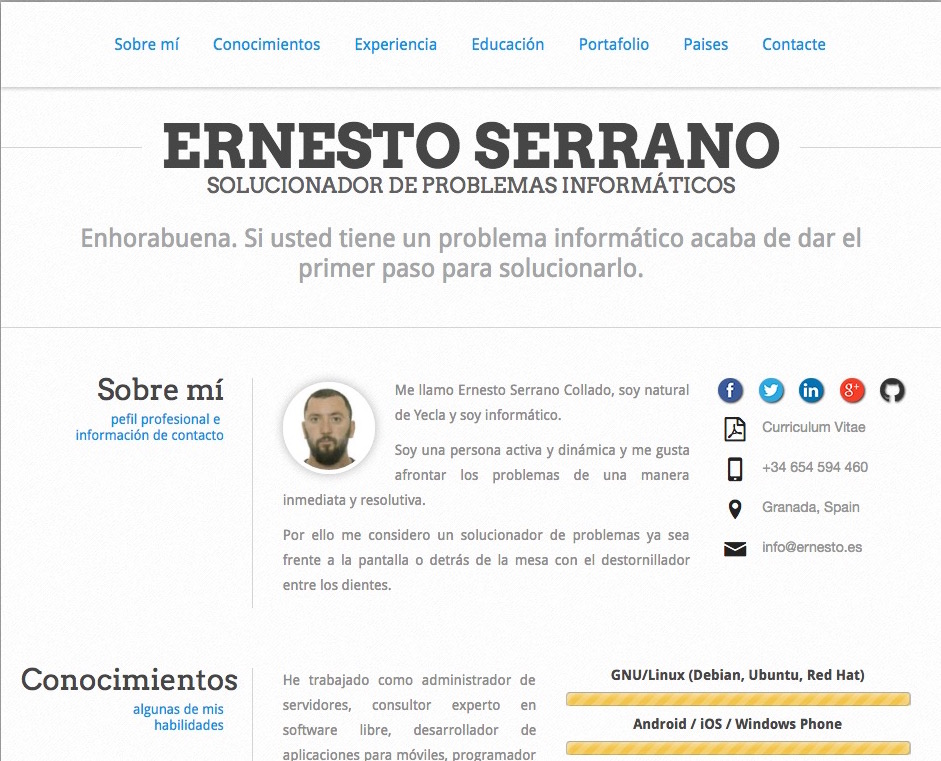 Sobre mí Conocimientos Experiencia Educación Portafolio Paises Contacte
ERNESTO SERRANO
SOLUCIONADOR DE PROBLEMAS INFORMÁTICOS
Enhorabuena. Si usted tiene un problema informático acaba de dar el
primer paso para solucionarlo.
Sobre mí
pefil profesional e
información de contacto
Me llamo Ernesto Serrano Collado, soy natural
de Yecla y soy informático.
Soy una persona activa y dinámica y me gusta
afrontar los problemas de una manera
inmediata y resolutiva.
Por ello me considero un solucionador de problemas ya sea
frente a la pantalla o detrás de la mesa con el destornillador
entre los dientes.
Curriculum Vitae
+34 654 594 460
Granada, Spain
info@ernesto.es
Conocimientos
algunas de mis
habilidades
He trabajado como administrador de
servidores, consultor experto en
software libre, desarrollador de
aplicaciones para móviles, programador
GNU/Linux (Debian, Ubuntu, Red Hat)
Android / iOS / Windows Phone